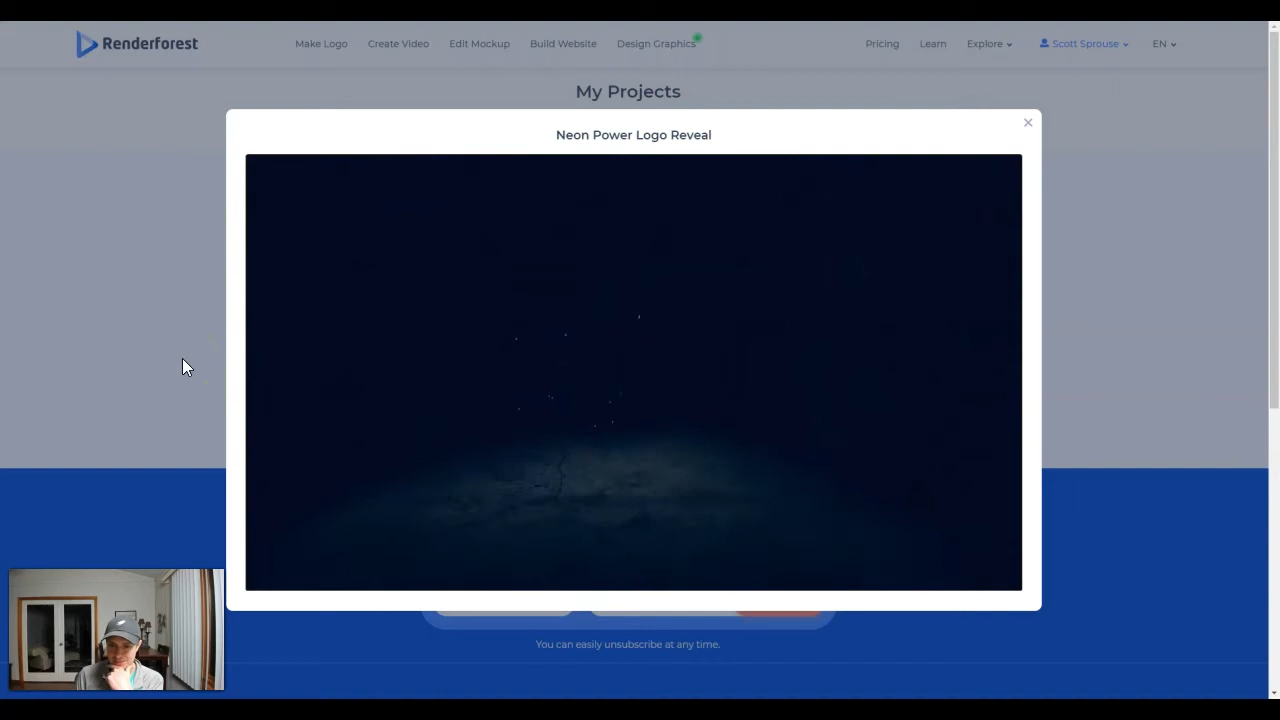 Renderforest
Make Logo Create Video Edit Mockup Build Website Design Graphics Pricing Learn Explore Scott Sprouse EN
My Projects
Neon Power Logo Reveal
You can easily unsubscribe at any time.